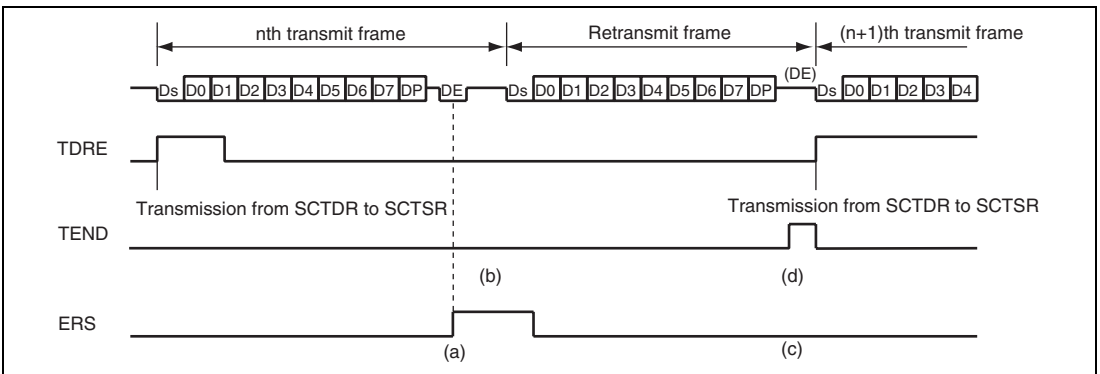 nth transmit frame Retransmit frame (n+1)th transmit frame
(DE)
Ds D0 D1 D2 D3 D4 D5 D6 D7 DP DE Ds D0 D1 D2 D3 D4 D5 D6 D7 DP Ds D0 D1 D2 D3 D4
TDRE
Transmission from SCTDR to SCTSR Transmission from SCTDR to SCTSR
TEND
(b) (d)
ERS
(a) (c)